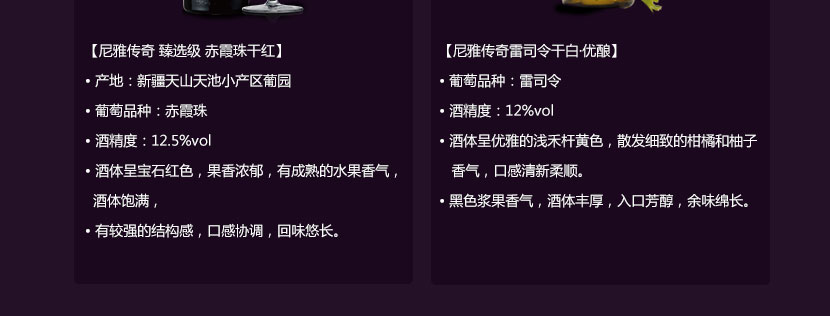 【尼雅传奇 臻选级 赤霞珠干红】
• 产地：新疆天山天池小产区葡园
• 葡萄品种：赤霞珠
• 酒精度：12.5%vol
• 酒体呈宝石红色，果香浓郁，有成熟的水果香气，
酒体饱满，
• 有较强的结构感，口感协调，回味悠长。
【尼雅传奇雷司令干白·优酿】
• 葡萄品种：雷司令
• 酒精度：12%vol
• 酒体呈优雅的浅禾杆黄色，散发细致的柑橘和柚子
香气，口感清新柔顺。
• 黑色浆果香气，酒体丰厚，入口芳醇，余味绵长。